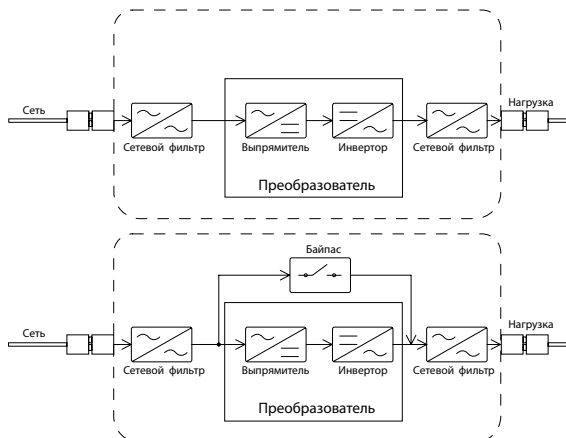 Сеть
Нагрузка
Сетевой фильтр
Выпрямитель
Инвертор
Сетевой фильтр
Преобразователь
Байпас
Сеть
Нагрузка
Сетевой фильтр
Выпрямитель
Инвертор
Сетевой фильтр
Преобразователь